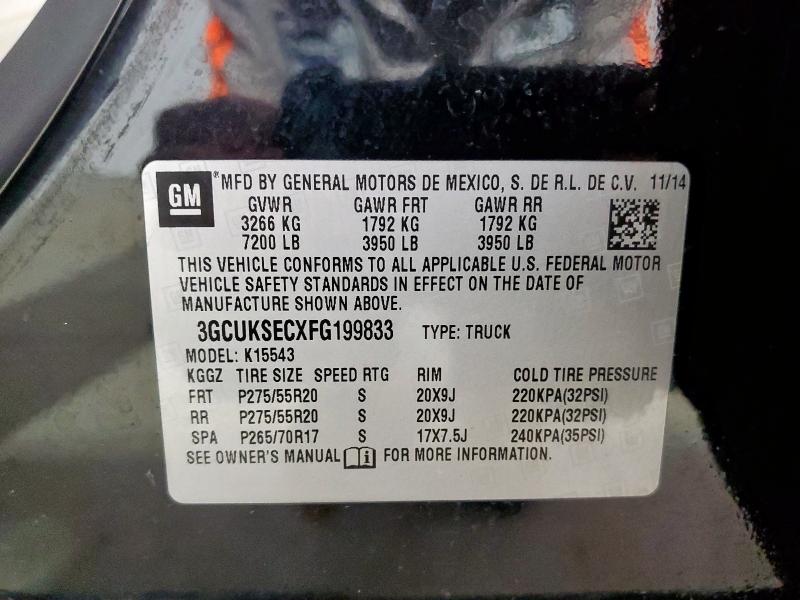 GM ® MFD BY GENERAL MOTORS DE MEXICO, S. DE R.L. DE C.V. 11/14
GVWR GAWR FRT GAWR RR
3266 KG 1792 KG 1792 KG
7200 LB 3950 LB 3950 LB
THIS VEHICLE CONFORMS TO ALL APPLICABLE U.S. FEDERAL MOTOR
VEHICLE SAFETY STANDARDS IN EFFECT ON THE DATE OF
MANUFACTURE SHOWN ABOVE.
3GCUKSECXFG199833 TYPE: TRUCK
MODEL: K15543
KGGZ TIRE SIZE SPEED RTG RIM COLD TIRE PRESSURE
FRT P275/55R20 S 20X9J 220KPA(32PSI)
RR P275/55R20 S 20X9J 220KPA(32PSI)
SPA P265/70R17 S 17X7.5J 240KPA(35PSI)
SEE OWNER'S MANUAL i FOR MORE INFORMATION.